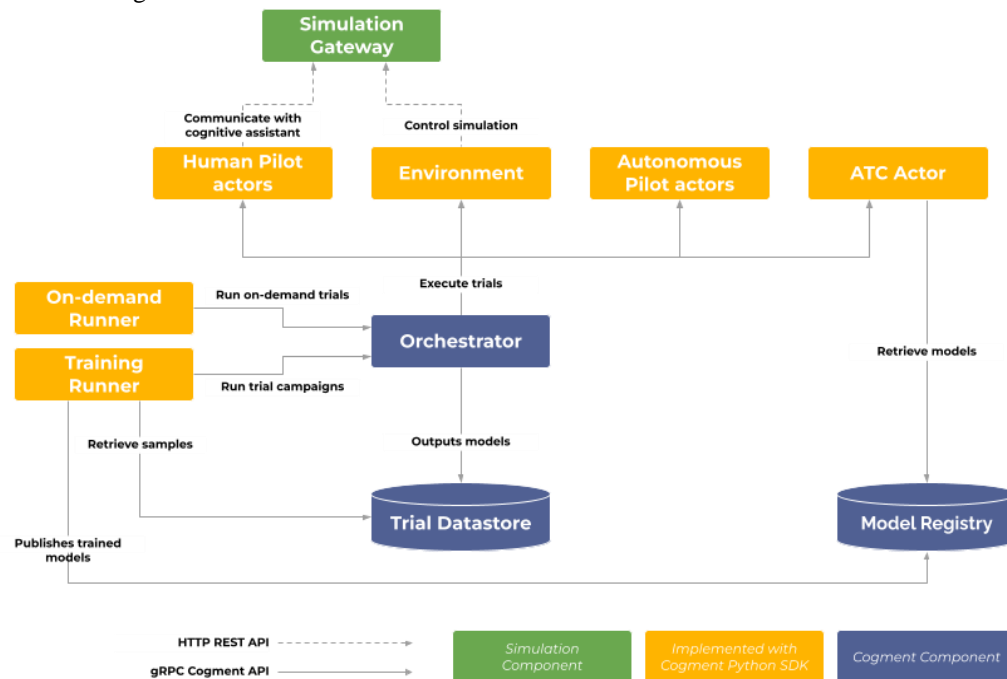 Simulation
Gateway
Communicate with
cognitive assistant
Control simulation
Human Pilot
actors
Environment
Autonomous
Pilot actors
ATC Actor
On-demand
Runner
Run on-demand trials
Execute trials
Orchestrator
Training
Runner
Run trial campaigns
Retrieve models
Retrieve samples
Outputs models
Trial Datastore
Model Registry
Publishes trained
models
HTTP REST API
gRPC Cogment API
Simulation
Component
Implemented with
Cogment Python SDK
Cogment Component